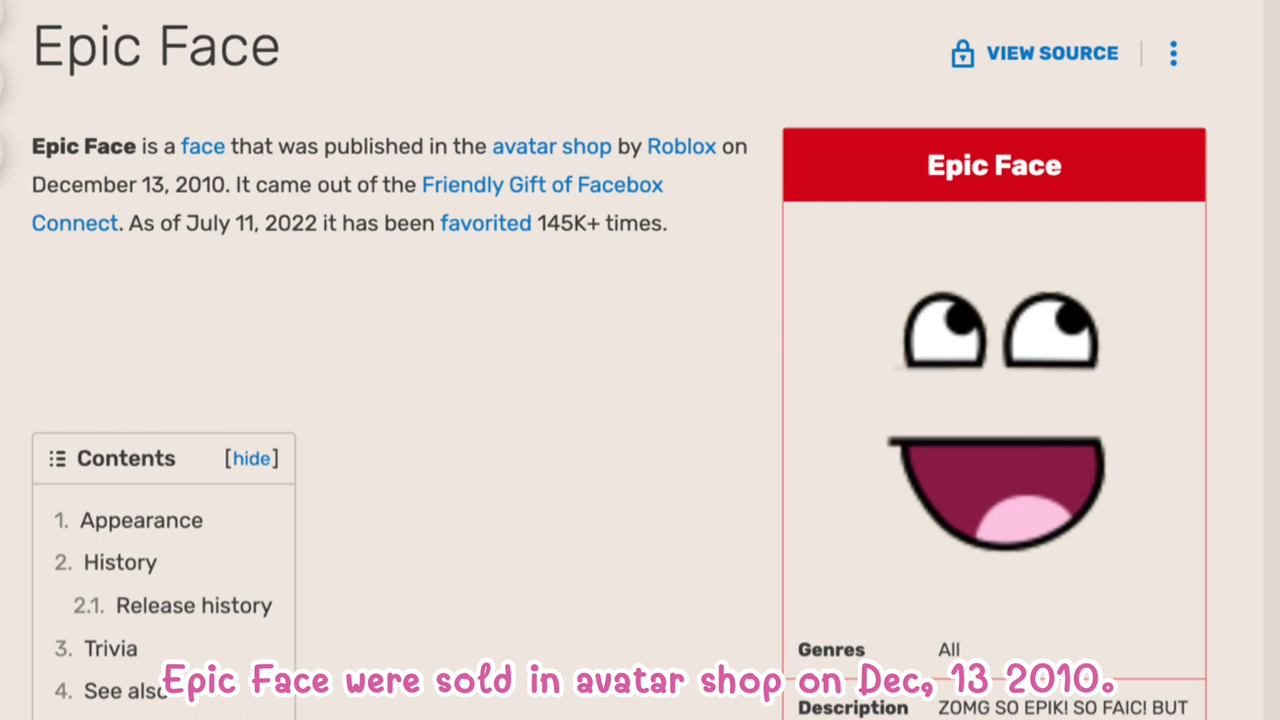 Epic Face
VIEW SOURCE
Epic Face is a face that was published in the avatar shop by Roblox on
December 13, 2010. It came out of the Friendly Gift of Facebox
Connect. As of July 11, 2022 it has been favorited 145K+ times.
Epic Face
Contents [hide]
1. Appearance
2. History
2.1. Release history
3. Trivia
4. See also
Genres All
Description ZOMG SO EPIK! SO FAIC! BUT
Epic Face were sold in avatar shop on Dec, 13 2010.